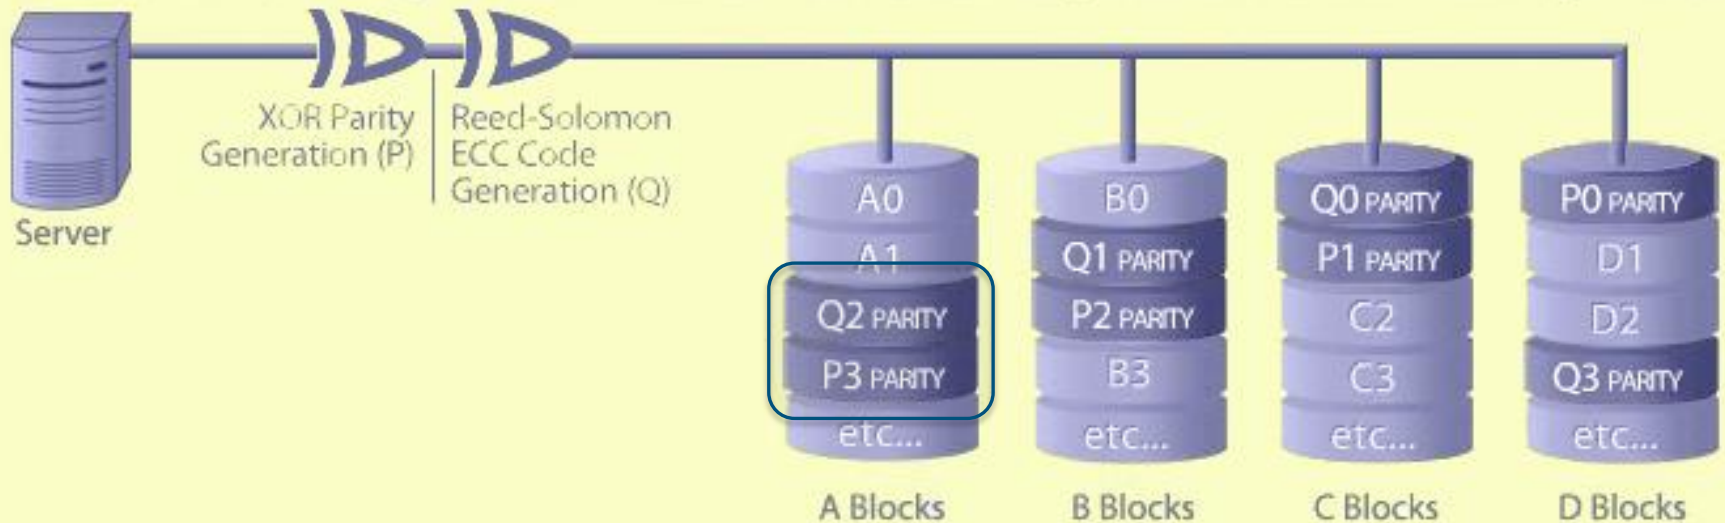 XOR Parity
Generation (P)
Reed-Solomon
ECC Code
Generation (Q)
Server
A0
B0
Q0 PARITY
P0 PARITY
A1
Q1 PARITY
P1 PARITY
D1
Q2 PARITY
P2 PARITY
C2
D2
P3 PARITY
B3
C3
Q3 PARITY
etc...
etc...
etc...
etc...
A Blocks
B Blocks
C Blocks
D Blocks